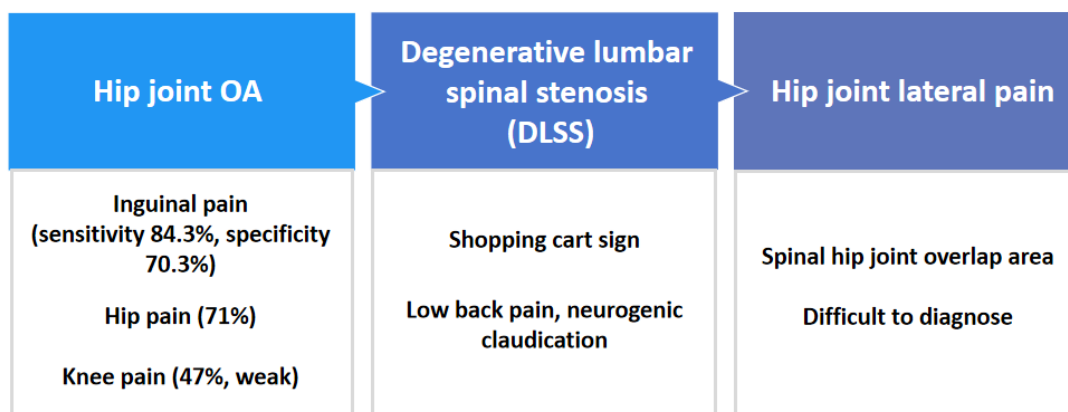 Hip joint OA
Inguinal pain
(sensitivity 84.3%, specificity
70.3%)
Hip pain (71%)
Knee pain (47%, weak)
Degenerative lumbar
spinal stenosis
(DLSS)
Shopping cart sign
Low back pain, neurogenic
claudication
Hip joint lateral pain
Spinal hip joint overlap area
Difficult to diagnose